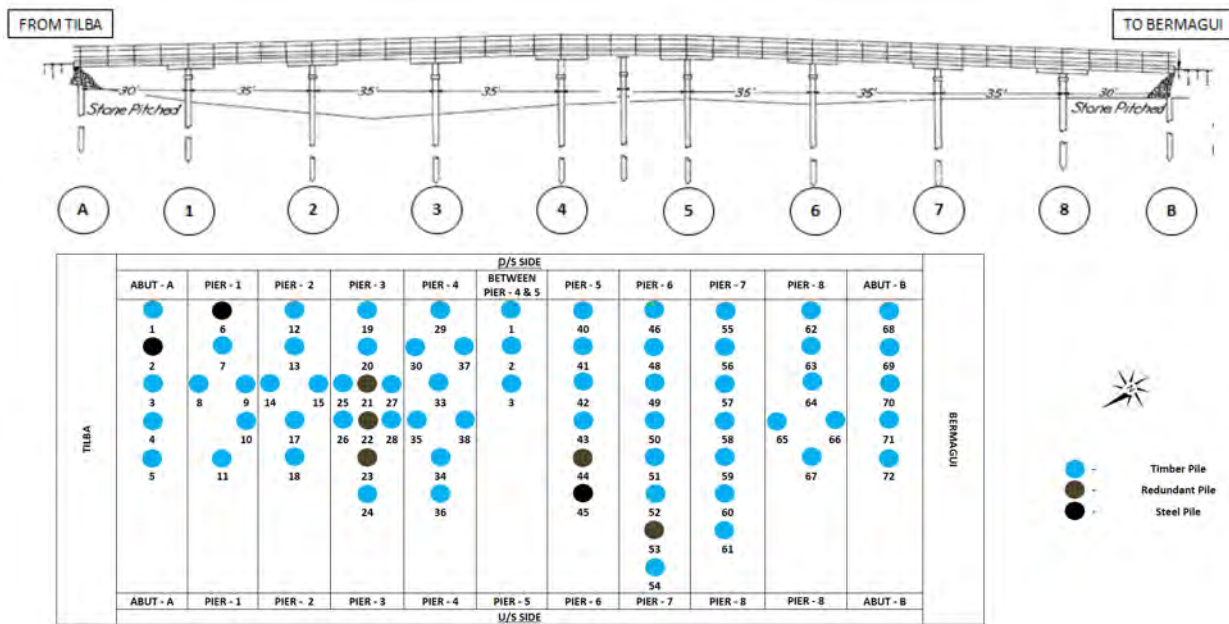 FROM TILBA
TO BERMAGUI
30' 35' 35' 35' 35' 35' 35' 30'
Stone Pitched Stone Pitched
A 1 2 3 4 5 6 7 8 B
D/S SIDE
ABUT - A PIER - 1 PIER - 2 PIER - 3 PIER - 4 BETWEEN PIER - 4 & 5 PIER - 5 PIER - 6 PIER - 7 PIER - 8 ABUT - B
1 6 12 19 29 1 40 46 55 62 68
2 7 13 20 30 37 2 41 48 56 63 69
3 8 9 14 15 25 21 27 33 3 42 49 57 64 70
4 10 17 26 22 28 35 38 43 50 58 65 66 71
5 11 18 23 34 44 51 59 67 72
24 36 45 52 60
53 61
54
ABUT - A PIER - 1 PIER - 2 PIER - 3 PIER - 4 PIER - 5 PIER - 6 PIER - 7 PIER - 8 PIER - 8 ABUT - B
U/S SIDE
TILBA
BERMAGUI
- Timber Pile
- Redundant Pile
- Steel Pile